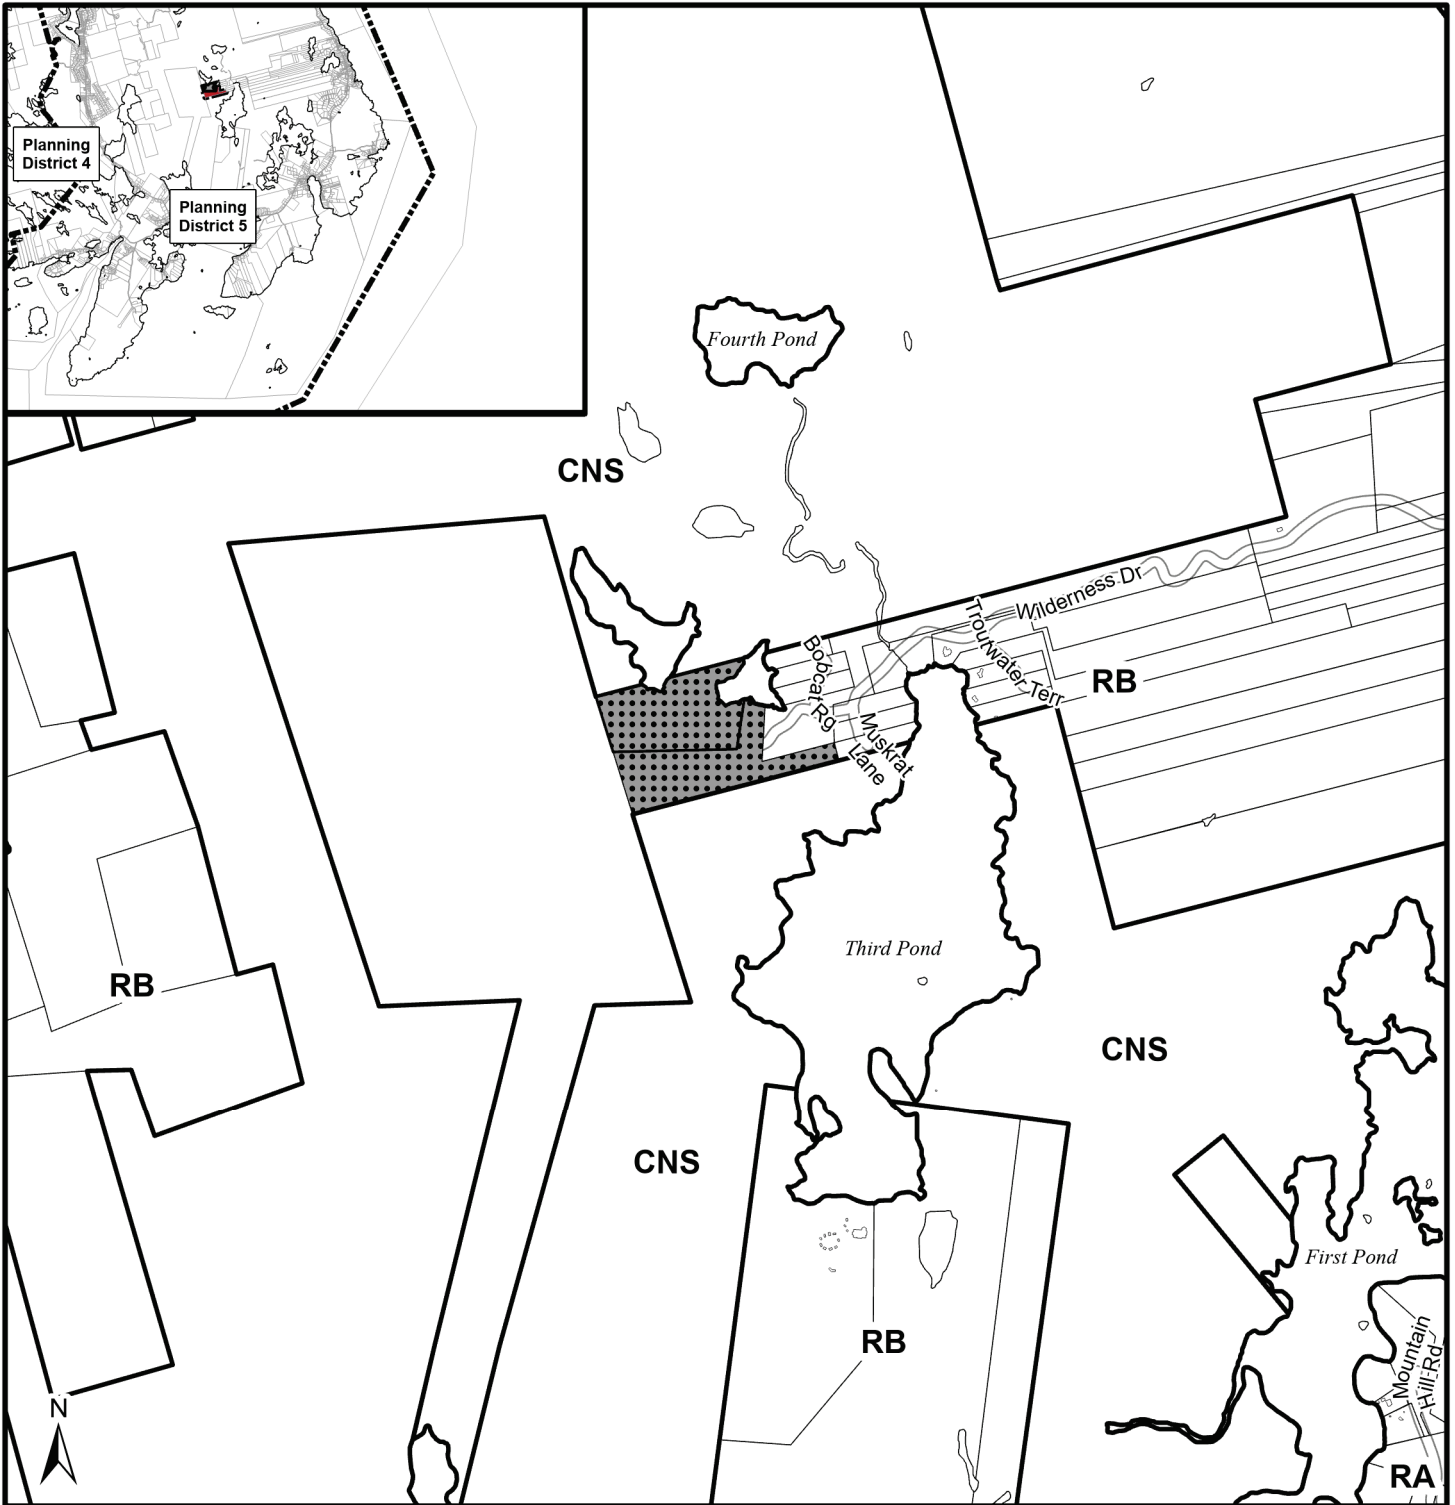 Planning
District 4
Planning
District 5
Fourth Pond
CNS
Wilderness Dr
Troutwater Terr
Bobcat Rg
RB
Muskrat
Lane
Third Pond
RB
CNS
CNS
First Pond
RB
Mountain
Hill Rd
N
RA